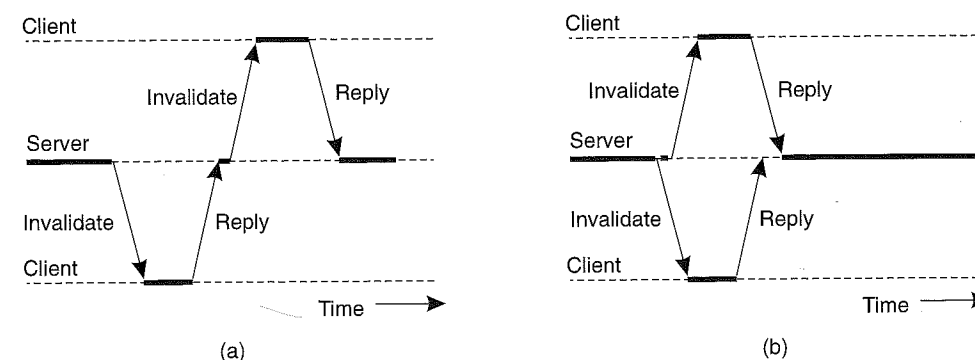 Client
Invalidate
Reply
Server
Invalidate
Reply
Client
Time
(a)
Client
Invalidate
Reply
Server
Invalidate
Reply
Client
Time
(b)